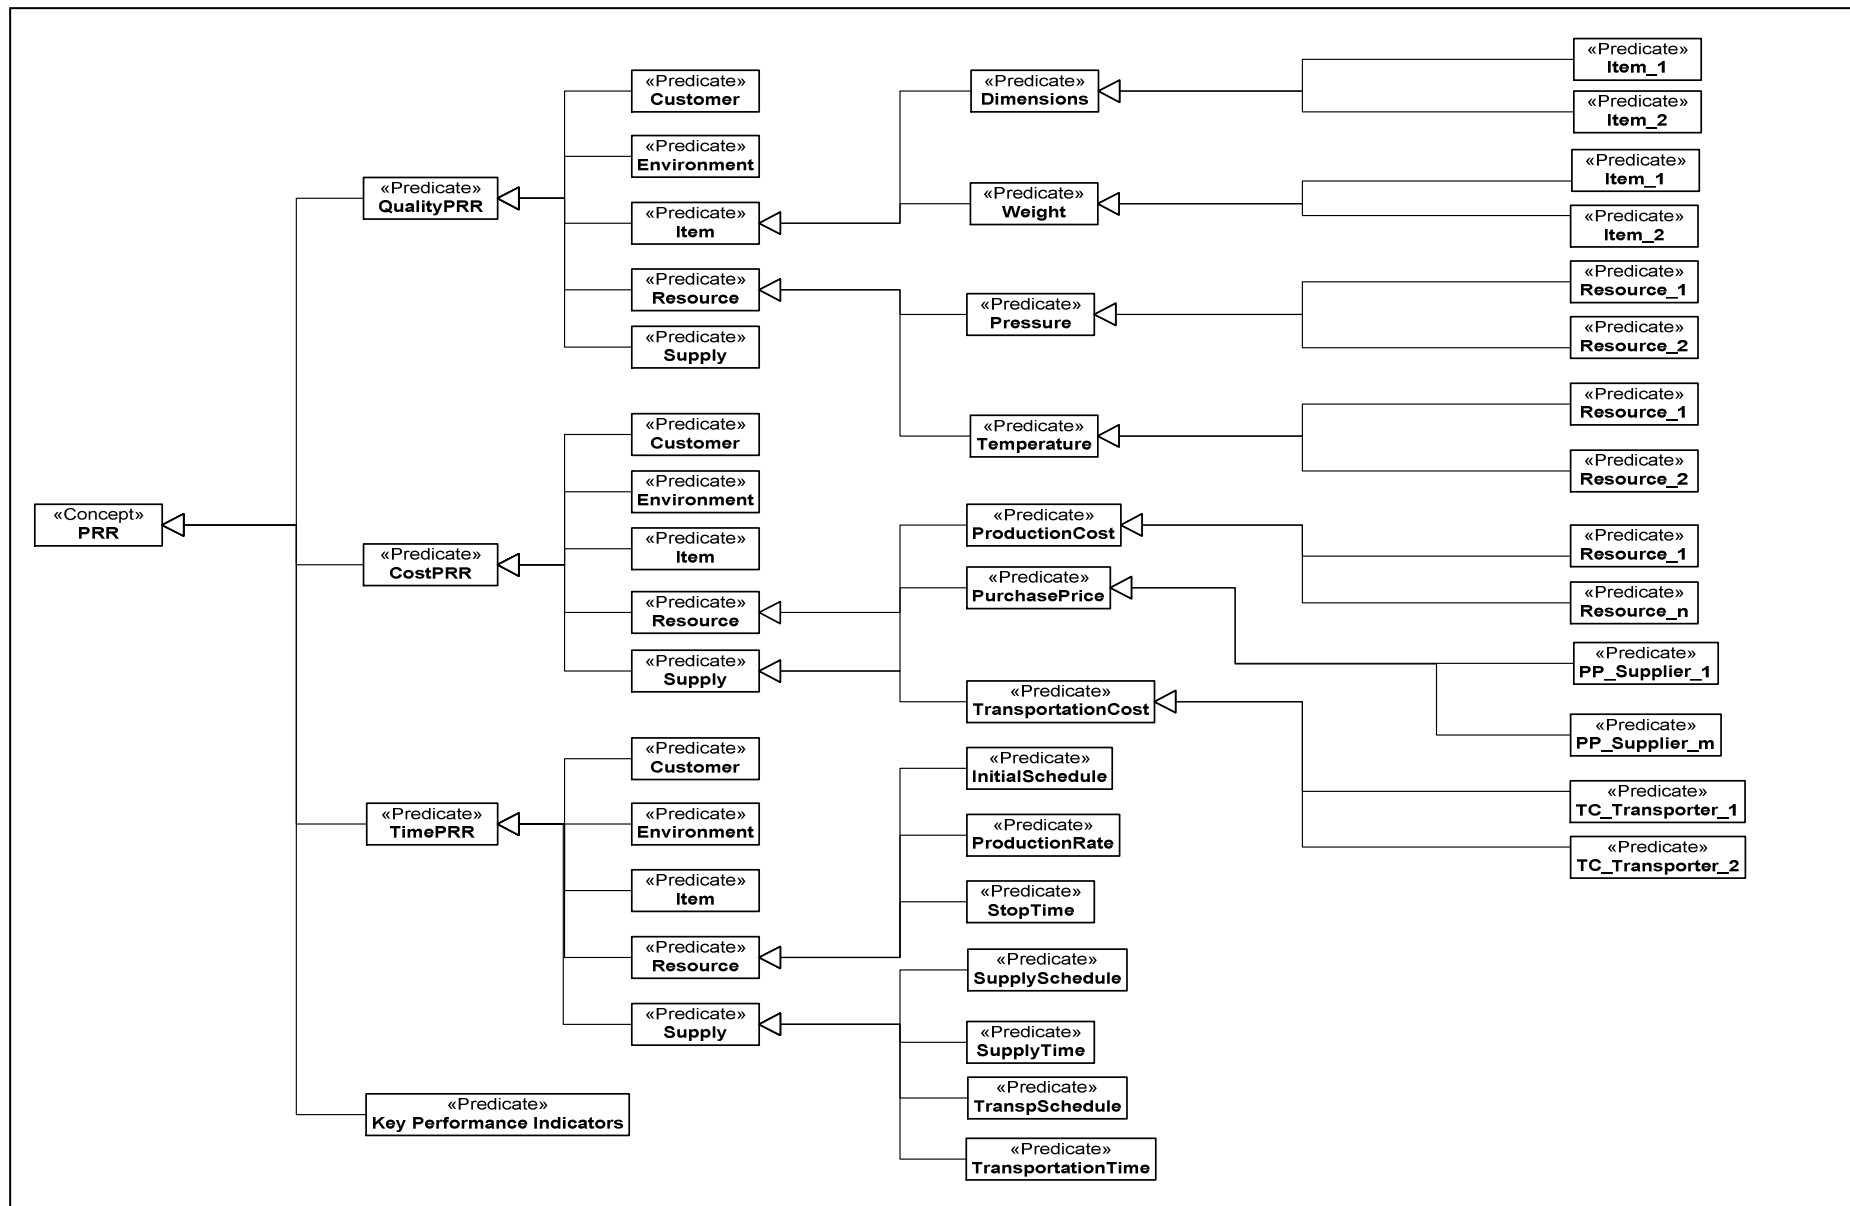 «Concept»
PRR
«Predicate»
QualityPRR
«Predicate»
CostPRR
«Predicate»
TimePRR
«Predicate»
Key Performance Indicators
«Predicate»
Customer
«Predicate»
Environment
«Predicate»
Item
«Predicate»
Resource
«Predicate»
Supply
«Predicate»
Customer
«Predicate»
Environment
«Predicate»
Item
«Predicate»
Resource
«Predicate»
Supply
«Predicate»
Customer
«Predicate»
Environment
«Predicate»
Item
«Predicate»
Resource
«Predicate»
Supply
«Predicate»
Dimensions
«Predicate»
Weight
«Predicate»
Pressure
«Predicate»
Temperature
«Predicate»
ProductionCost
«Predicate»
PurchasePrice
«Predicate»
TransportationCost
«Predicate»
InitialSchedule
«Predicate»
ProductionRate
«Predicate»
StopTime
«Predicate»
SupplySchedule
«Predicate»
SupplyTime
«Predicate»
TranspSchedule
«Predicate»
TransportationTime
«Predicate»
Item_1
«Predicate»
Item_2
«Predicate»
Item_1
«Predicate»
Item_2
«Predicate»
Resource_1
«Predicate»
Resource_2
«Predicate»
Resource_1
«Predicate»
Resource_2
«Predicate»
Resource_1
«Predicate»
Resource_n
«Predicate»
PP_Supplier_1
«Predicate»
PP_Supplier_m
«Predicate»
TC_Transporter_1
«Predicate»
TC_Transporter_2